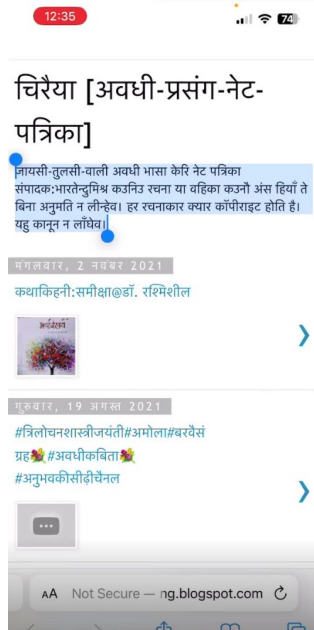 12:35
74
चिरैया [अवधी-प्रसंग-नेट-
पत्रिका]
जायसी-तुलसी-वाली अवधी भासा केरि नेट पत्रिका
संपादक:भारतेन्दुमिश्र कउनिउ रचना या वहिका कउनौ अंस हियाँ ते
बिना अनुमति न लीन्हेव। हर रचनाकार क्यार कॉपीराइट होति है।
यहु कानून न लाँघेव।
मंगलवार, 2 नवंबर 2021
कथाकिहनी:समीक्षा@डॉ. रश्मिशील
गुरुवार, 19 अगस्त 2021
#त्रिलोचनशास्त्रीजयंती#अमोला#बरवैसं
ग्रह💐#अवधीकबिता💐
#अनुभवकीसीढ़ीचैनल
AA Not Secure — ng.blogspot.com